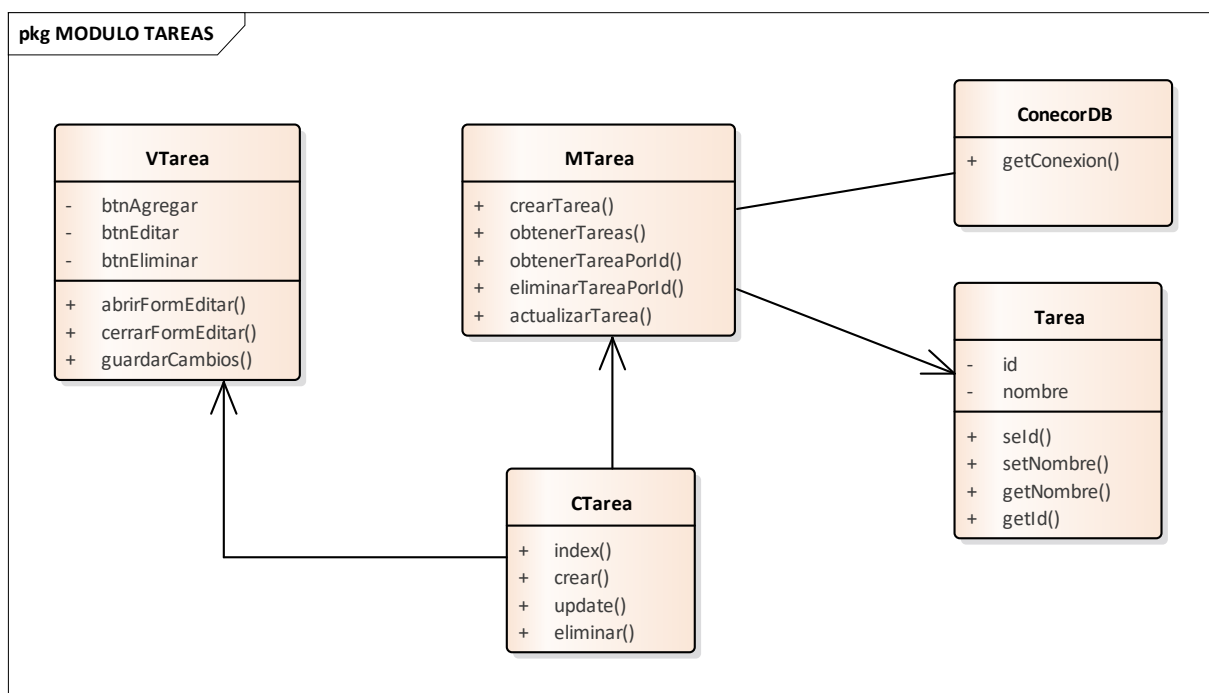 pkg MODULO TAREAS
VTarea
- btnAgregar
- btnEditar
- btnEliminar
+ abrirFormEditar()
+ cerrarFormEditar()
+ guardarCambios()
MTarea
+ crearTarea()
+ obtenerTareas()
+ obtenerTareaPorId()
+ eliminarTareaPorId()
+ actualizarTarea()
ConecorDB
+ getConexion()
Tarea
- id
- nombre
+ seId()
+ setNombre()
+ getNombre()
+ getId()
CTarea
+ index()
+ crear()
+ update()
+ eliminar()